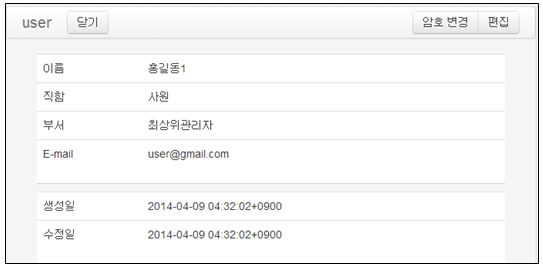 user 닫기 암호 변경 편집
이름 홍길동1
직함 사원
부서 최상위관리자
E-mail user@gmail.com
생성일 2014-04-09 04:32:02+0900
수정일 2014-04-09 04:32:02+0900